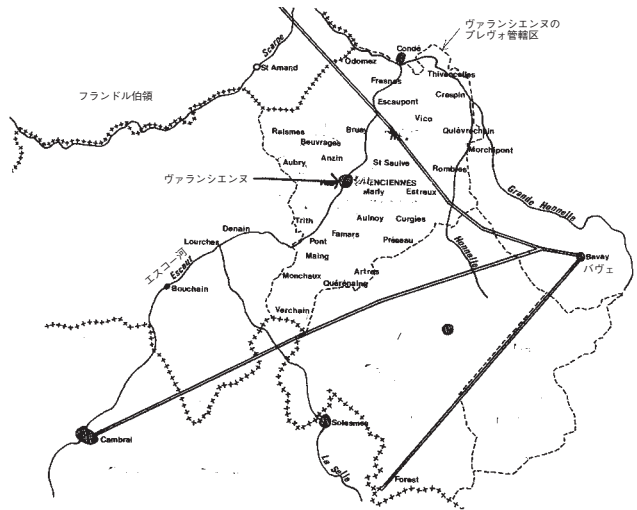 ヴァランシエンヌの
プレヴォ管轄区
Condé
Scarpe
Odomez
St Amand
Fresnes
Thivencelles
フランドル伯領
Crespin
Escaupont
Vico
Raismes
Bruay
Quiévrechain
Beuvrages
Morchipont
Aubry
Anzin
St Saulve
Rombies
ヴァランシエンヌ
VALENCIENNES
Marly
Estreux
Grande Honnelle
Trith
Aulnoy
Curgies
Denain
Famars
Lourches
Pont
Préseau
Honnelle
エスコー河
Escaut
Maing
Bavay
バヴェ
Artres
Monchaux
Quérénaing
Bouchain
Verchain
Solesmes
Cambrai
La Selle
Forest